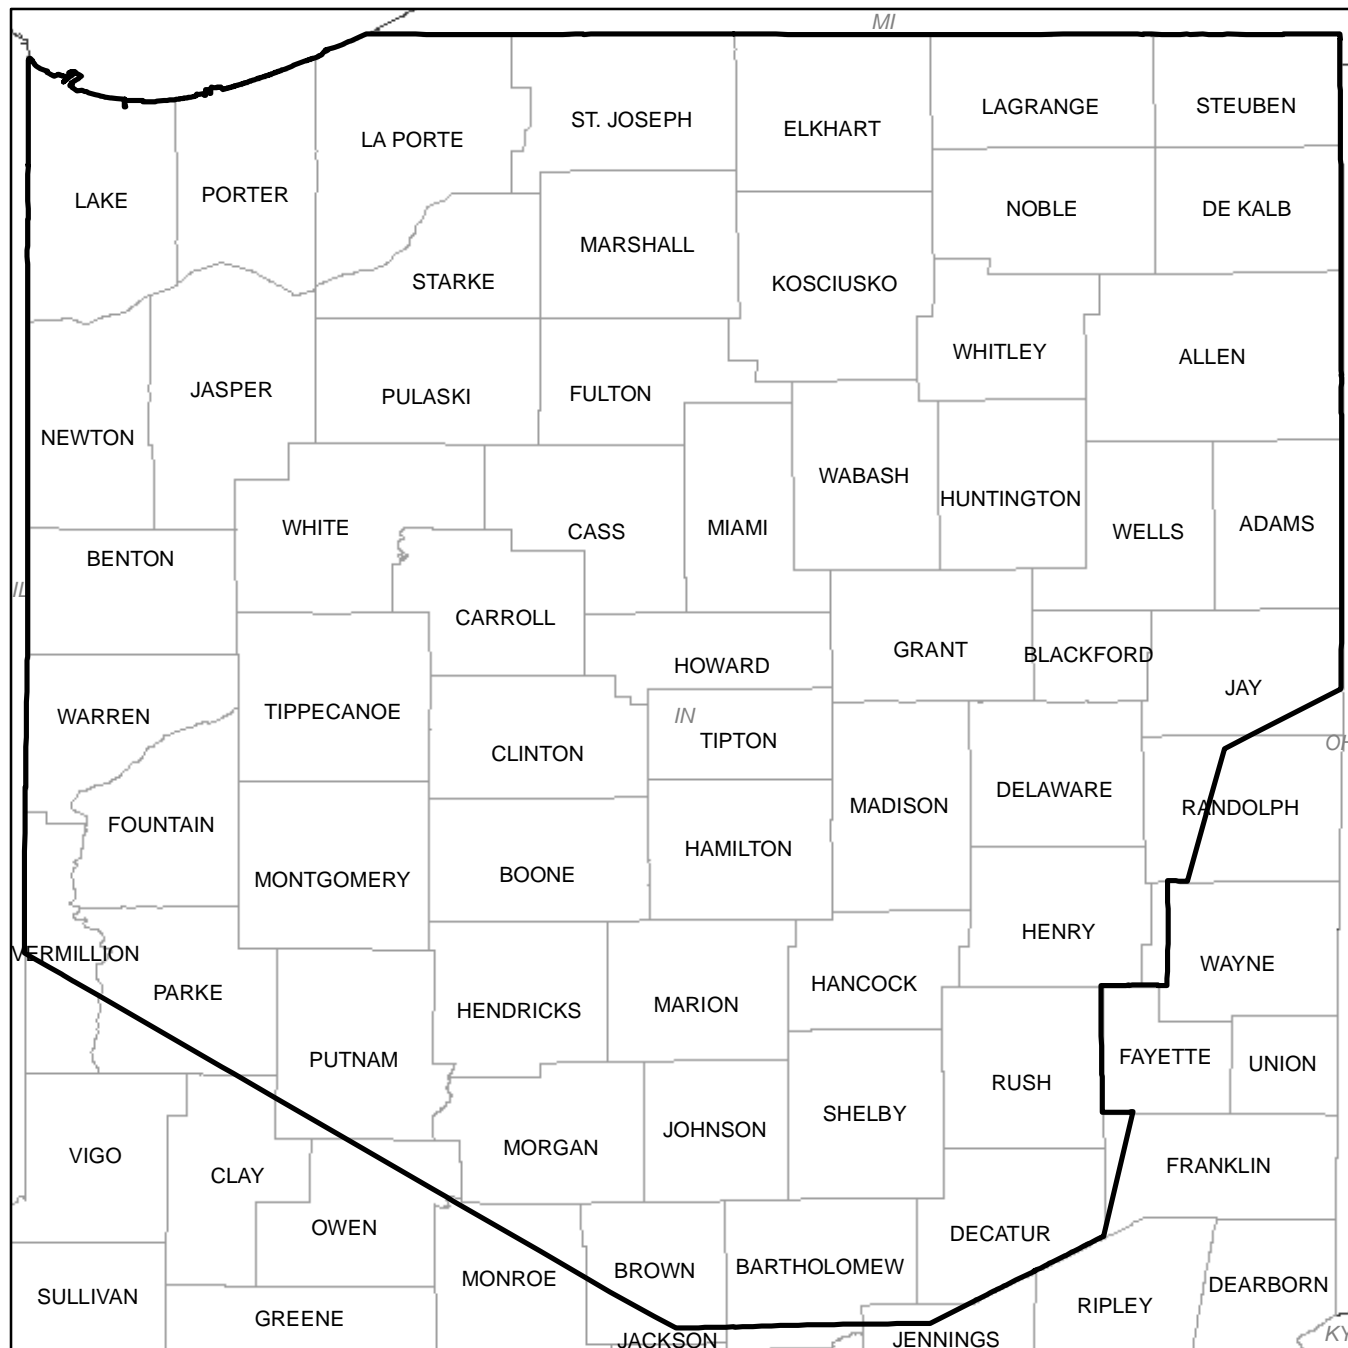 MI
LAGRANGE
STEUBEN
ST. JOSEPH
ELKHART
LA PORTE
LAKE
PORTER
NOBLE
DE KALB
MARSHALL
STARKE
KOSCIUSKO
WHITLEY
ALLEN
JASPER
PULASKI
FULTON
NEWTON
WABASH
HUNTINGTON
WHITE
CASS
MIAMI
WELLS
ADAMS
BENTON
IL
CARROLL
HOWARD
GRANT
BLACKFORD
JAY
WARREN
TIPPECANOE
IN
CLINTON
TIPTON
OH
DELAWARE
MADISON
RANDOLPH
FOUNTAIN
HAMILTON
MONTGOMERY
BOONE
HENRY
VERMILLION
WAYNE
PARKE
HANCOCK
HENDRICKS
MARION
PUTNAM
FAYETTE
UNION
RUSH
SHELBY
JOHNSON
MORGAN
VIGO
CLAY
FRANKLIN
OWEN
DECATUR
BROWN
BARTHOLOMEW
MONROE
DEARBORN
SULLIVAN
RIPLEY
GREENE
JACKSON
JENNINGS
KY